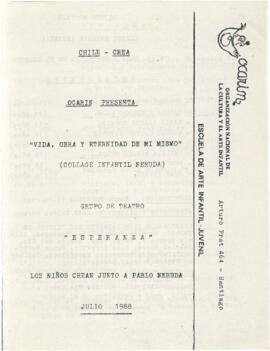 CHILE - CREA
OCARIN PRESENTA
"VIDA, OBRA Y ETERNIDAD DE MI MISMO"
(COLLAGE INFANTIL NERUDA)
GRUPO DE TEATRO
"ESPERANZA"
LOS NIÑOS CREAN JUNTO A PABLO NERUDA
JULIO 1988
ocarin
ORGANIZACION NACIONAL DE
LA CULTURA Y EL ARTE INFANTIL
ESCUELA DE ARTE INFANTIL-JUVENIL
Arturo Prat 464 - Santiago